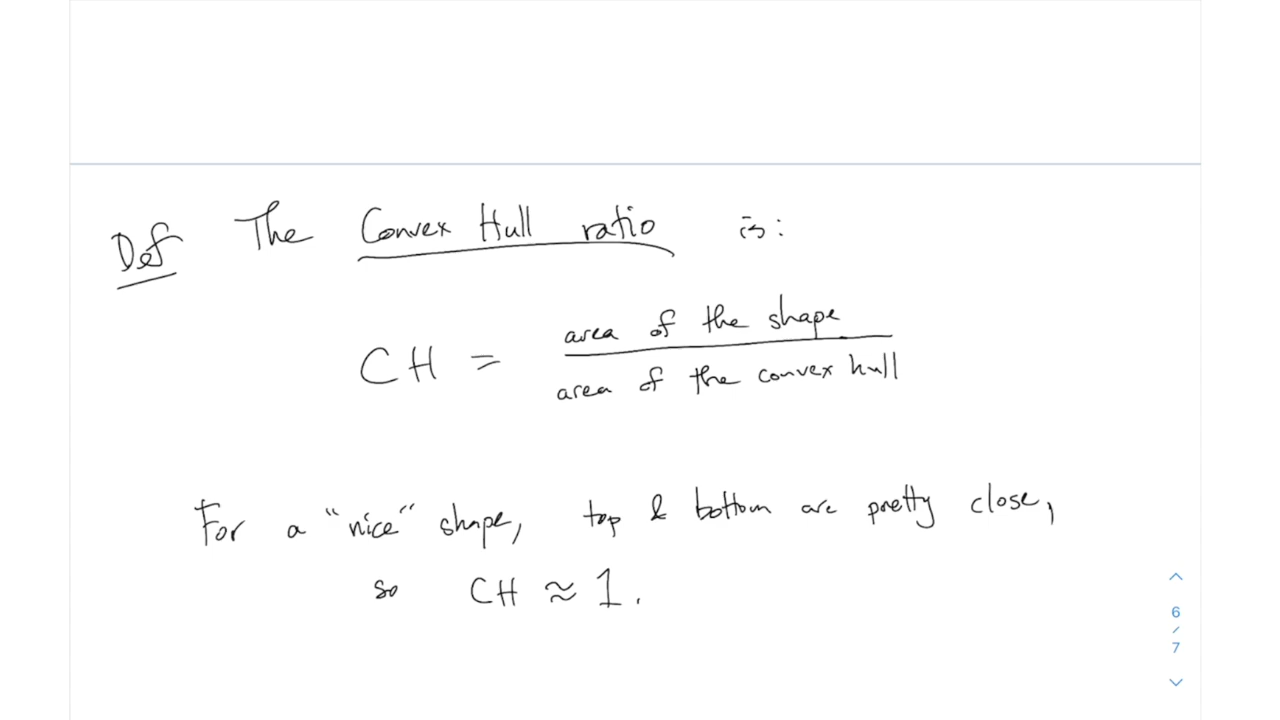 Def The Convex Hull ratio is:
CH = area of the shape / area of the convex hull
For a "nice" shape, top & bottom are pretty close,
so CH ≈ 1.
6
/
7